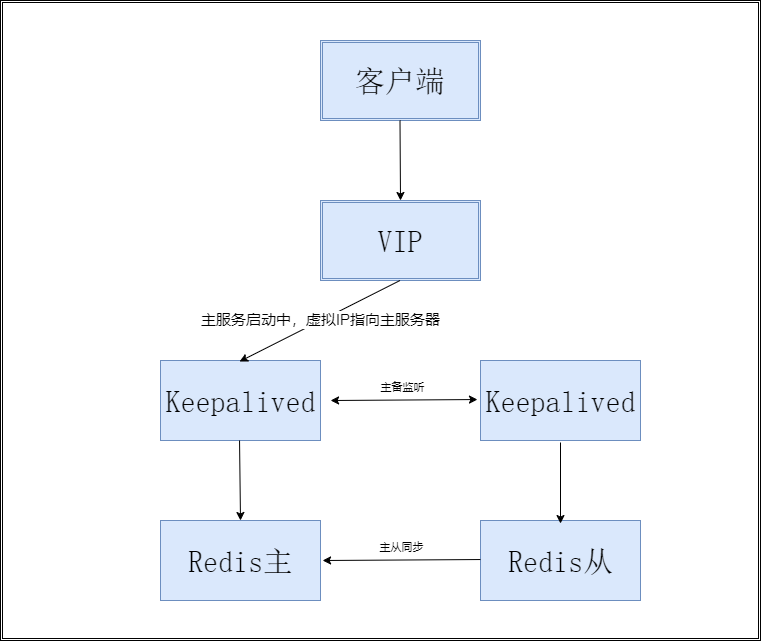 客户端
VIP
主服务启动中，虚拟IP指向主服务器
Keepalived
主备监听
Keepalived
Redis主
主从同步
Redis从